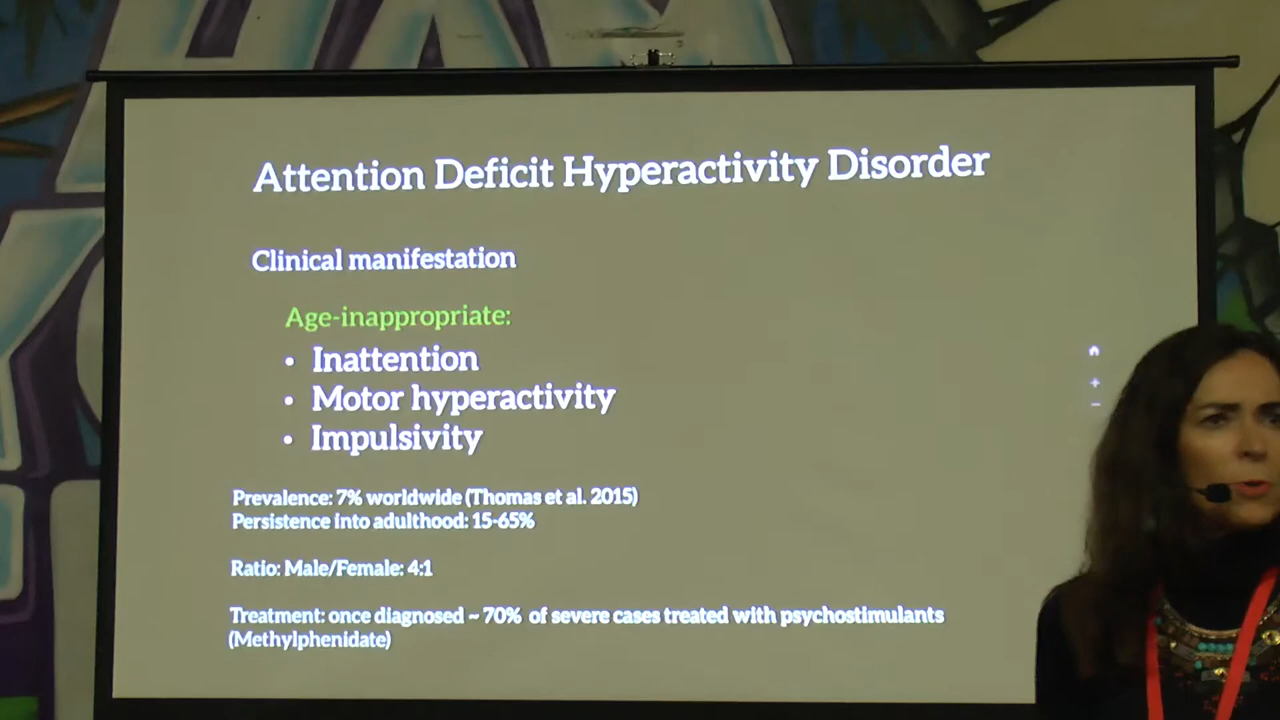 Attention Deficit Hyperactivity Disorder
Clinical manifestation
Age-inappropriate:
• Inattention
• Motor hyperactivity
• Impulsivity
Prevalence: 7% worldwide (Thomas et al. 2015)
Persistence into adulthood: 15-65%
Ratio: Male/Female: 4:1
Treatment: once diagnosed ~ 70% of severe cases treated with psychostimulants
(Methylphenidate)